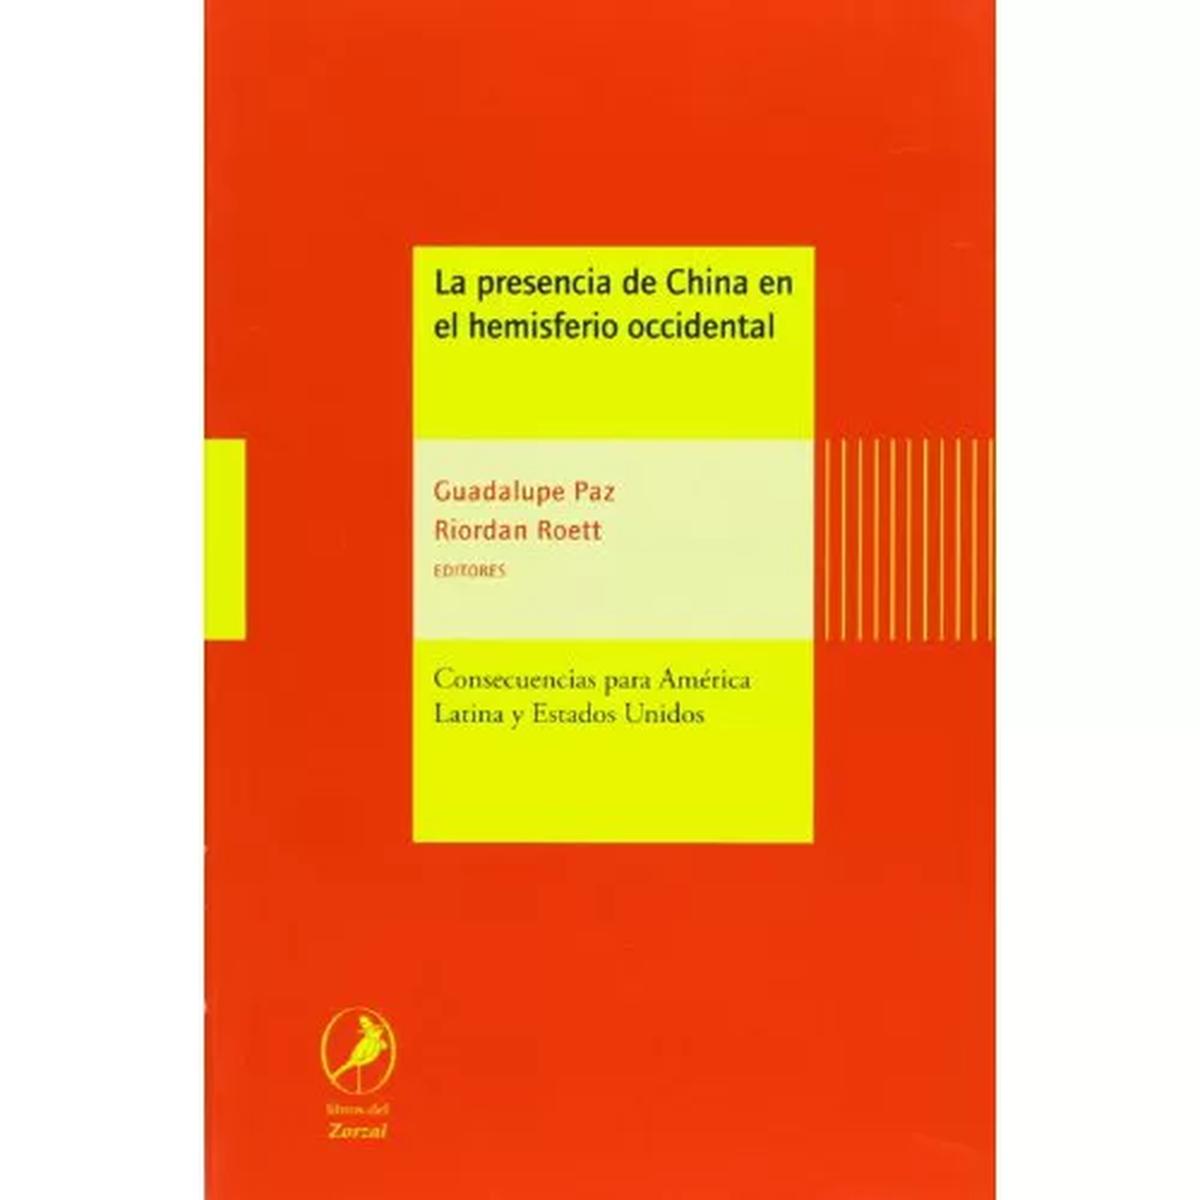 La presencia de China en
el hemisferio occidental
Guadalupe Paz
Riordan Roett
EDITORES
Consecuencias para América
Latina y Estados Unidos
libros del
Zorzal